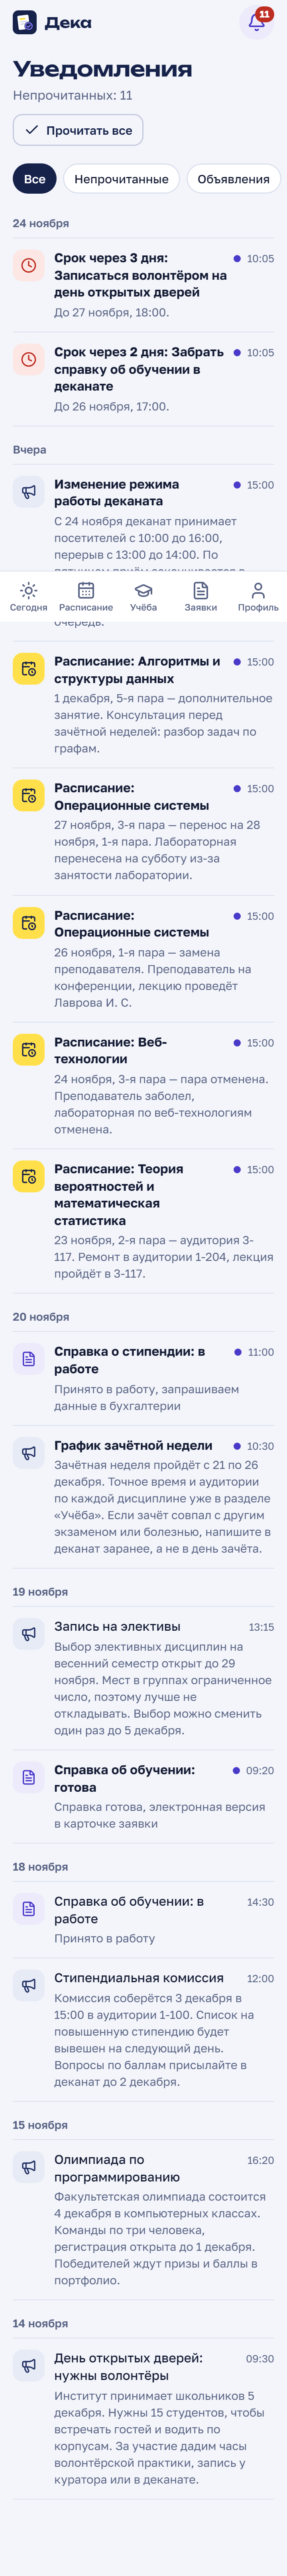 Дека
11
Уведомления
Непрочитанных: 11
Прочитать все
Все
Непрочитанные
Объявления
24 ноября
Срок через 3 дня:
10:05
Записаться волонтёром на
день открытых дверей
До 27 ноября, 18:00.
Срок через 2 дня: Забрать
10:05
справку об обучении в
деканате
До 26 ноября, 17:00.
Вчера
Изменение режима
15:00
работы деканата
С 24 ноября деканат принимает
посетителей с 10:00 до 16:00,
перерыв с 13:00 до 14:00. По
Сегодня
Расписание
Учёба
Заявки
Профиль
очередь.
Расписание: Алгоритмы и
15:00
структуры данных
1 декабря, 5-я пара — дополнительное
занятие. Консультация перед
зачётной неделей: разбор задач по
графам.
Расписание:
15:00
Операционные системы
27 ноября, 3-я пара — перенос на 28
ноября, 1-я пара. Лабораторная
перенесена на субботу из-за
занятости лаборатории.
Расписание:
15:00
Операционные системы
26 ноября, 1-я пара — замена
преподавателя. Преподаватель на
конференции, лекцию проведёт
Лаврова И. С.
Расписание: Веб-
15:00
технологии
24 ноября, 3-я пара — пара отменена.
Преподаватель заболел,
лабораторная по веб-технологиям
отменена.
Расписание: Теория
15:00
вероятностей и
математическая
статистика
23 ноября, 2-я пара — аудитория 3-
117. Ремонт в аудитории 1-204, лекция
пройдёт в 3-117.
20 ноября
Справка о стипендии: в
11:00
работе
Принято в работу, запрашиваем
данные в бухгалтерии
График зачётной недели
10:30
Зачётная неделя пройдёт с 21 по 26
декабря. Точное время и аудитории
по каждой дисциплине уже в разделе
«Учёба». Если зачёт совпал с другим
экзаменом или болезнью, напишите в
деканат заранее, а не в день зачёта.
19 ноября
Запись на элективы
13:15
Выбор элективных дисциплин на
весенний семестр открыт до 29
ноября. Мест в группах ограниченное
число, поэтому лучше не
откладывать. Выбор можно сменить
один раз до 5 декабря.
Справка об обучении:
09:20
готова
Справка готова, электронная версия
в карточке заявки
18 ноября
Справка об обучении: в
14:30
работе
Принято в работу
Стипендиальная комиссия
12:00
Комиссия соберётся 3 декабря в
15:00 в аудитории 1-100. Список на
повышенную стипендию будет
вывешен на следующий день.
Вопросы по баллам присылайте в
деканат до 2 декабря.
15 ноября
Олимпиада по
16:20
программированию
Факультетская олимпиада состоится
4 декабря в компьютерных классах.
Команды по три человека,
регистрация открыта до 1 декабря.
Победителей ждут призы и баллы в
портфолио.
14 ноября
День открытых дверей:
09:30
нужны волонтёры
Институт принимает школьников 5
декабря. Нужны 15 студентов, чтобы
встречать гостей и водить по
корпусам. За участие дадим часы
волонтёрской практики, запись у
куратора или в деканате.